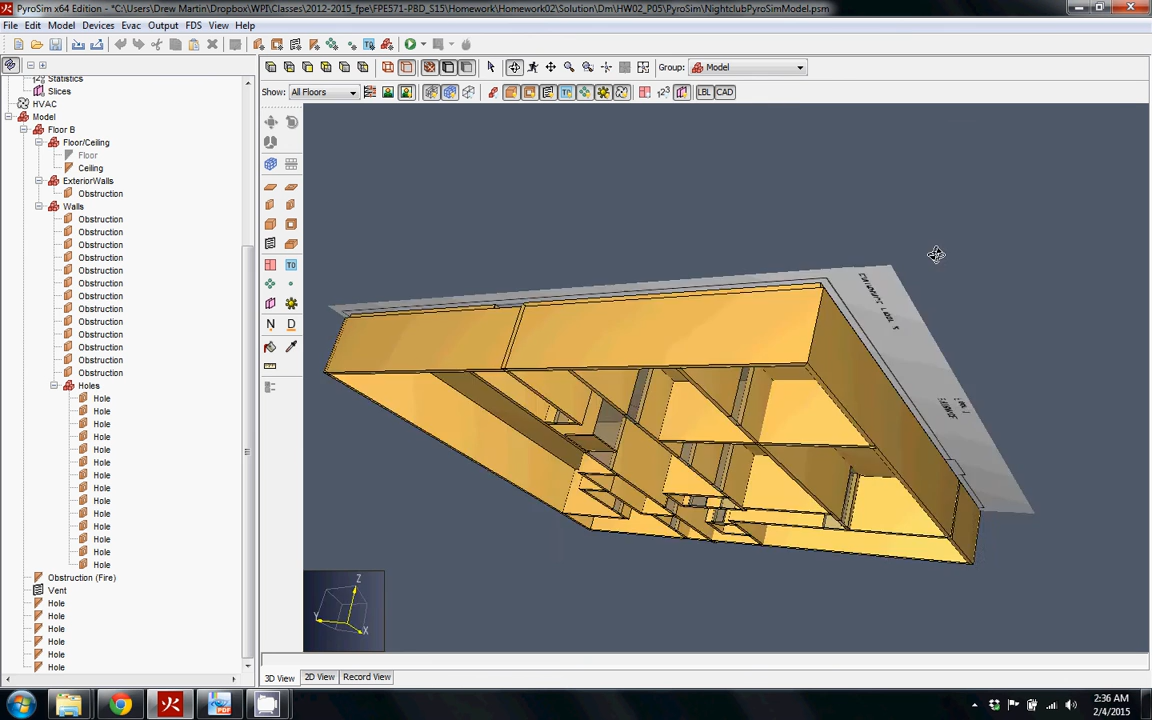 PyroSim x64 Edition - *C:\Users\Drew Martin\Dropbox\WPI\Classes\2012-2015_fpe\FPE571-PBD_S15\Homework\Homework02\Solution\Dm\HW02_P05\PyroSim\NightclubPyroSimModel.psm
File Edit Model Devices Evac Output FDS View Help
Group: Model
Show: All Floors
LBL CAD
Statistics
Slices
HVAC
Model
Floor B
Floor/Ceiling
Floor
Ceiling
ExteriorWalls
Obstruction
Walls
Obstruction
Obstruction
Obstruction
Obstruction
Obstruction
Obstruction
Obstruction
Obstruction
Obstruction
Obstruction
Obstruction
Obstruction
Obstruction
Holes
Hole
Hole
Hole
Hole
Hole
Hole
Hole
Hole
Hole
Hole
Hole
Hole
Hole
Hole
Obstruction (Fire)
Vent
Hole
Hole
Hole
Hole
Hole
Hole
N D
Z
Y
X
3D View 2D View Record View
2:36 AM
2/4/2015